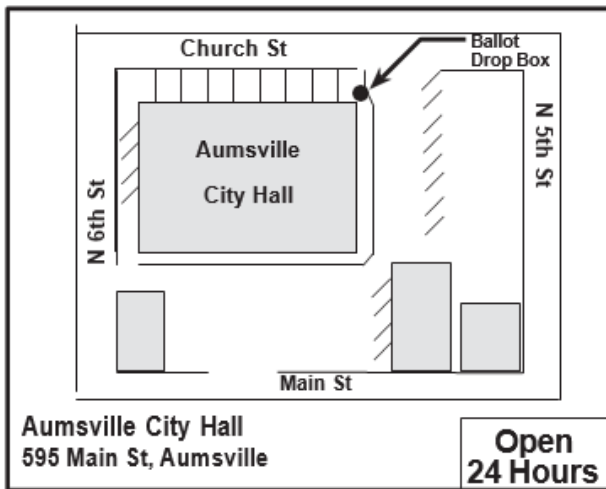 Church St
Ballot
Drop Box
Aumsville
City Hall
N 6th St
N 5th St
Main St
Aumsville City Hall
595 Main St, Aumsville
Open
24 Hours